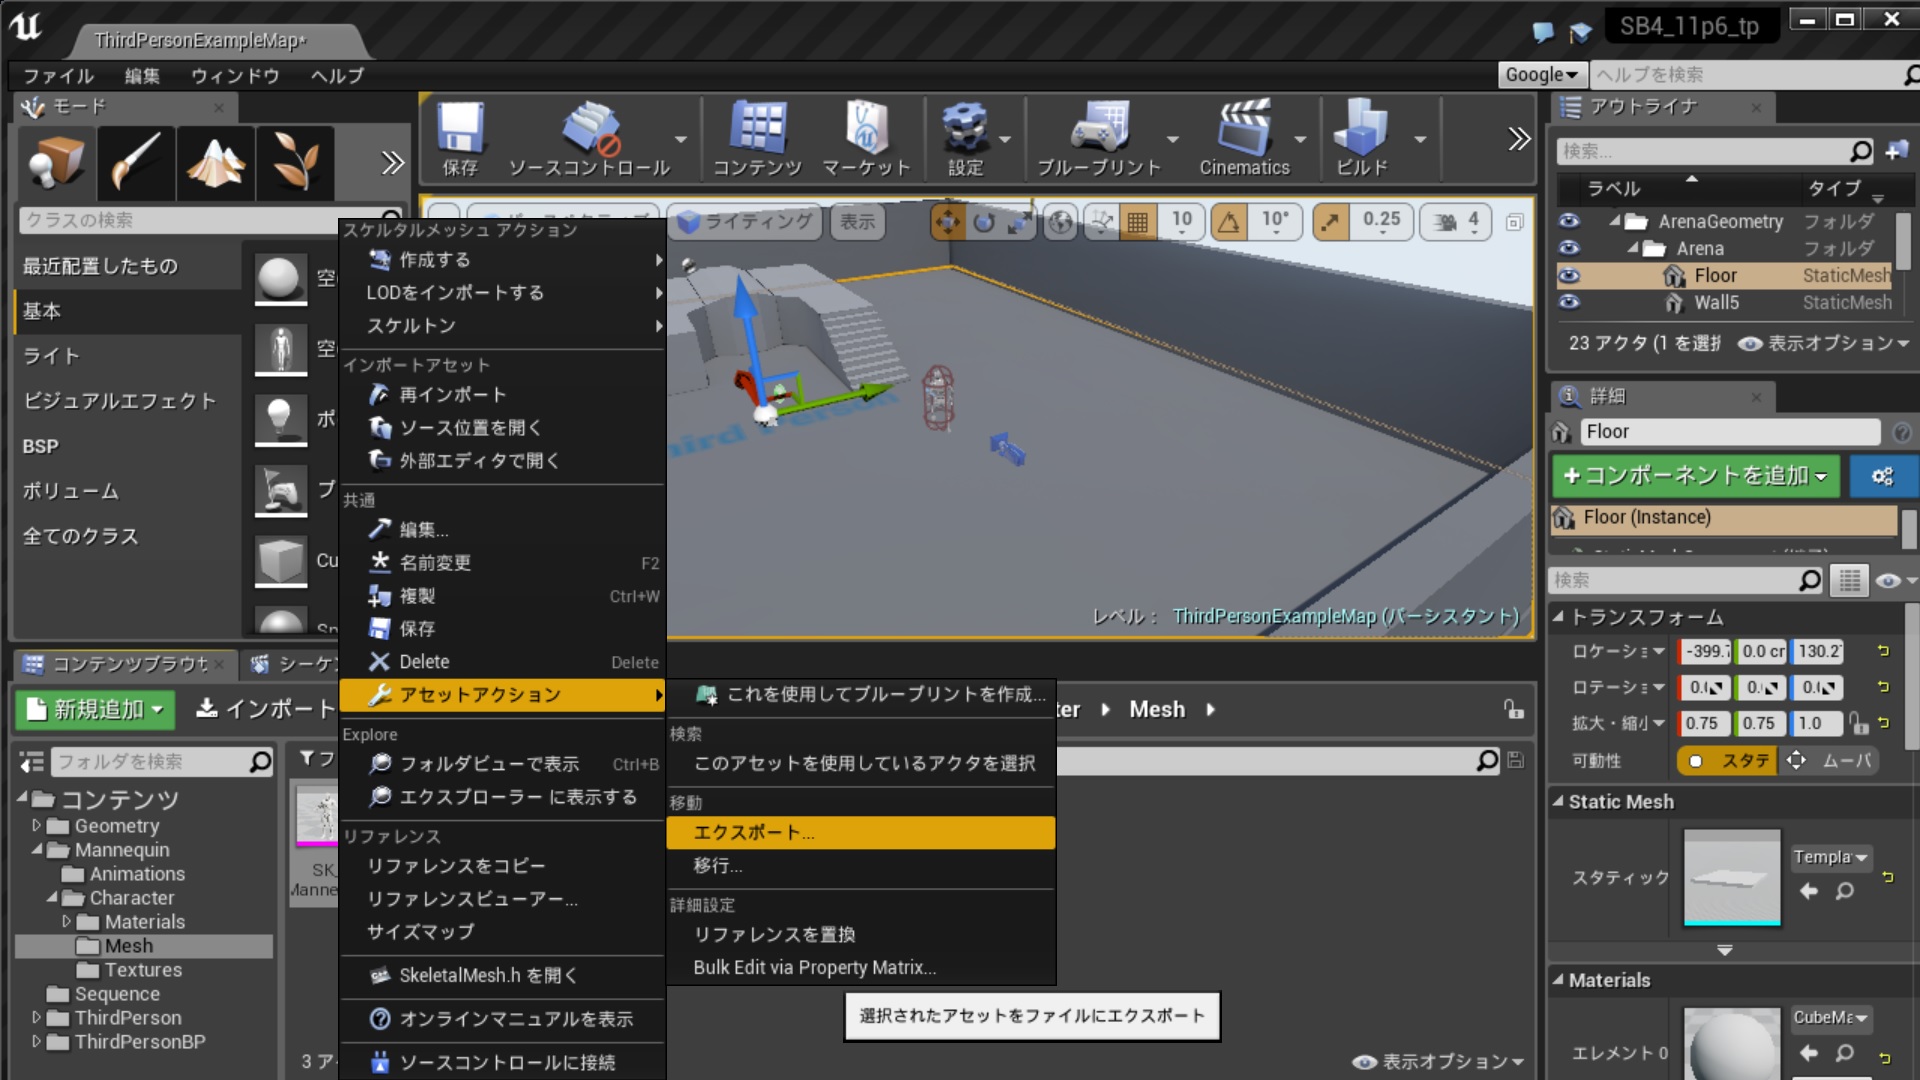 ThirdPersonExampleMap*
SB4_11p6_tp
ファイル
編集
ウィンドウ
ヘルプ
Google
ヘルプを検索
モード
クラスの検索
最近配置したもの
基本
ライト
ビジュアルエフェクト
BSP
ボリューム
全てのクラス
空
空
ポ
プ
Cu
保存
ソースコントロール
コンテンツ
マーケット
設定
ブループリント
Cinematics
ビルド
ライティング
表示
10
10°
0.25
4
レベル : ThirdPersonExampleMap (パーシスタント)
スケルタルメッシュ アクション
作成する
LODをインポートする
スケルトン
インポートアセット
再インポート
ソース位置を開く
外部エディタで開く
共通
編集...
名前変更 F2
複製 Ctrl+W
保存
Delete Delete
アセットアクション
Explore
フォルダビューで表示 Ctrl+B
エクスプローラー に表示する
リファレンス
リファレンスをコピー
リファレンスビューアー...
サイズマップ
SkeletalMesh.h を開く
オンラインマニュアルを表示
ソースコントロールに接続
これを使用してブループリントを作成...
検索
このアセットを使用しているアクタを選択
移動
エクスポート...
移行...
詳細設定
リファレンスを置換
Bulk Edit via Property Matrix...
選択されたアセットをファイルにエクスポート
コンテンツブラウザ
シーケン
新規追加
インポート
ter
Mesh
フォルダを検索
フ
コンテンツ
Geometry
Mannequin
Animations
Character
Materials
Mesh
Textures
Sequence
ThirdPerson
ThirdPersonBP
SK_
Manne
3 ア
表示オプション
アウトライナ
検索...
ラベル
タイプ
ArenaGeometry フォルダ
Arena フォルダ
Floor StaticMesh
Wall5 StaticMesh
23 アクタ (1 を選択
表示オプション
詳細
Floor
+コンポーネントを追加
Floor (Instance)
検索
トランスフォーム
ロケーショ -399.7 0.0 cr 130.27
ロテーショ 0.0 0.0 0.0
拡大・縮小 0.75 0.75 1.0
可動性 スタテ ムーバ
Static Mesh
スタティック
Templa
Materials
CubeMa
エレメント 0